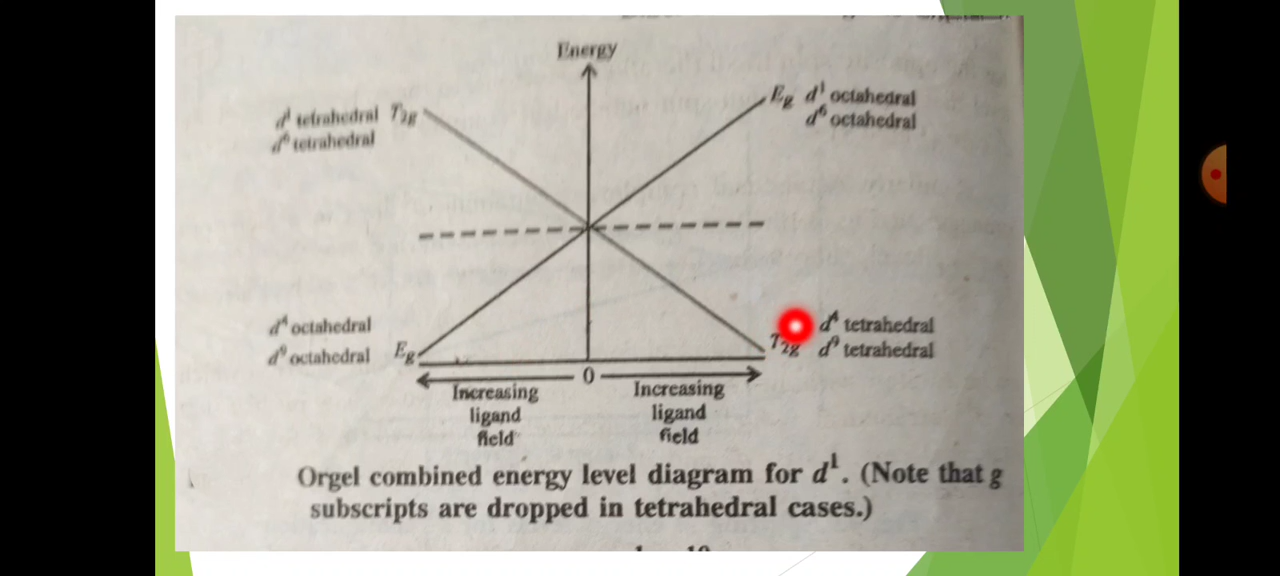 Energy
d¹ tetrahedral T₂g
d⁶ tetrahedral
Eg d¹ octahedral
d⁶ octahedral
d⁴ octahedral
d⁹ octahedral Eg
T₂g d⁴ tetrahedral
d⁹ tetrahedral
0
Increasing
ligand
field
Increasing
ligand
field
Orgel combined energy level diagram for d¹. (Note that g
subscripts are dropped in tetrahedral cases.)